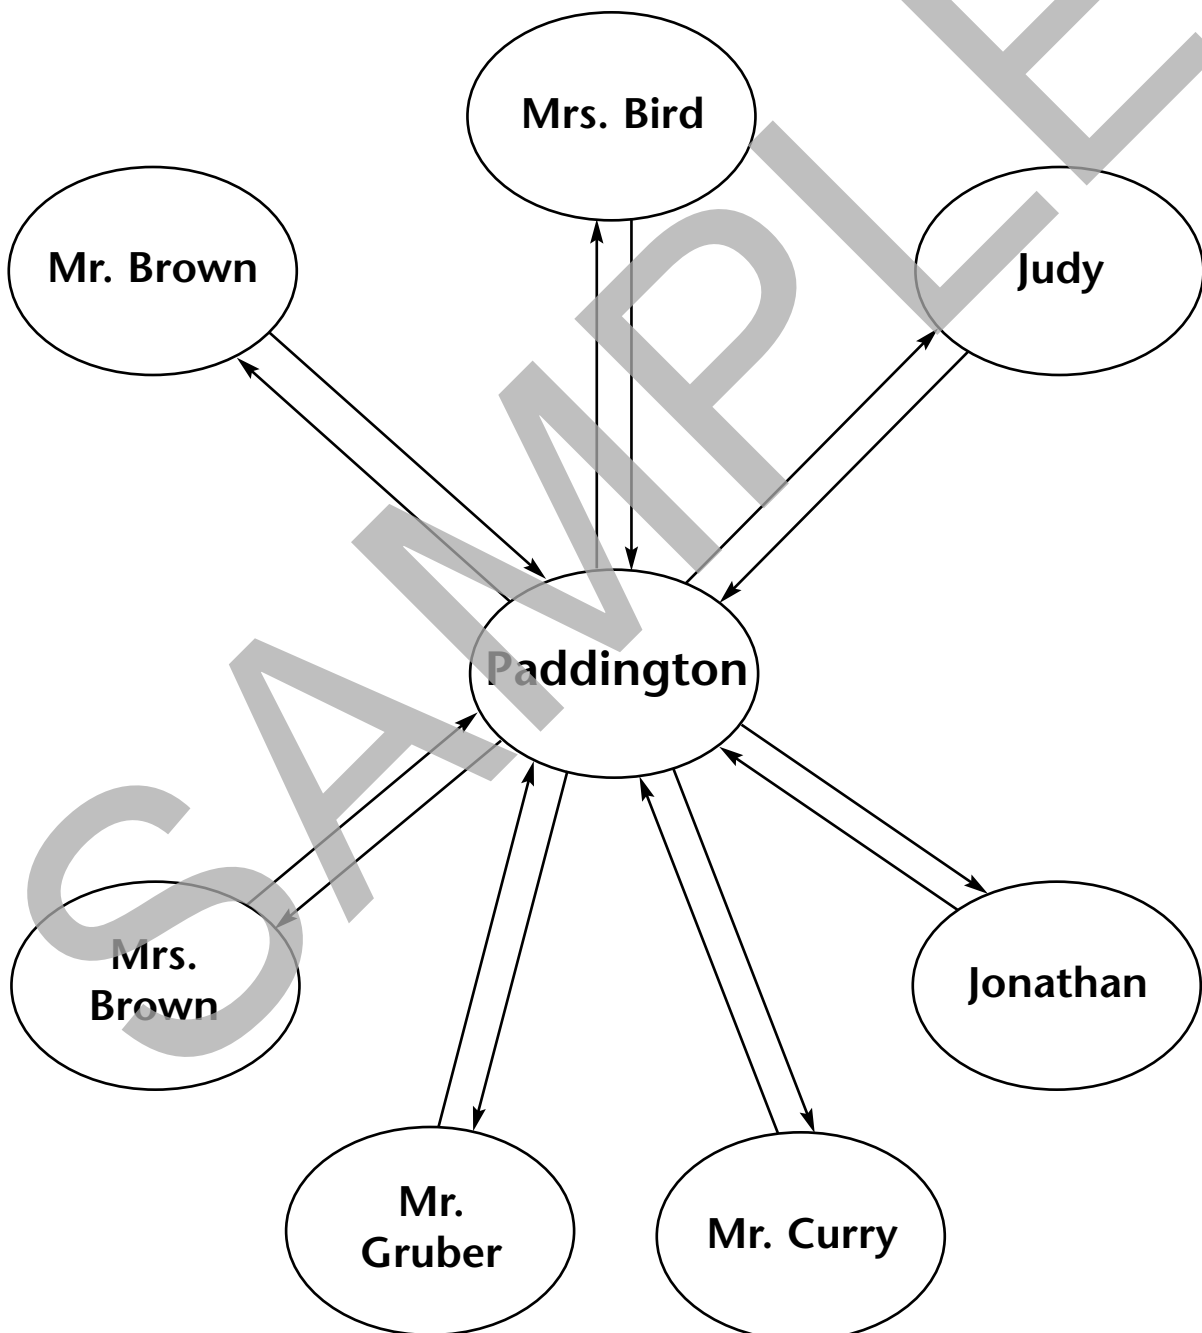 Mrs. Bird
Mr. Brown
Judy
Paddington
Mrs.
Brown
Jonathan
Mr.
Gruber
Mr. Curry
SAMPLE